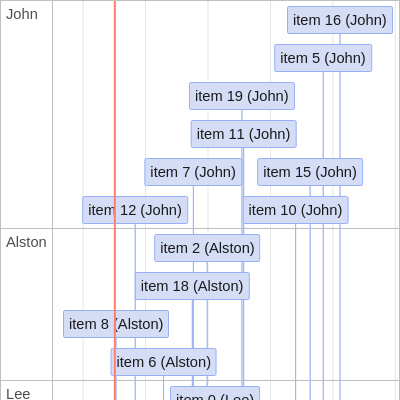 John
item 16 (John)
item 5 (John)
item 19 (John)
item 11 (John)
item 7 (John)
item 15 (John)
item 12 (John)
item 10 (John)
Alston
item 2 (Alston)
item 18 (Alston)
item 8 (Alston)
item 6 (Alston)
Lee
item 0 (Lee)